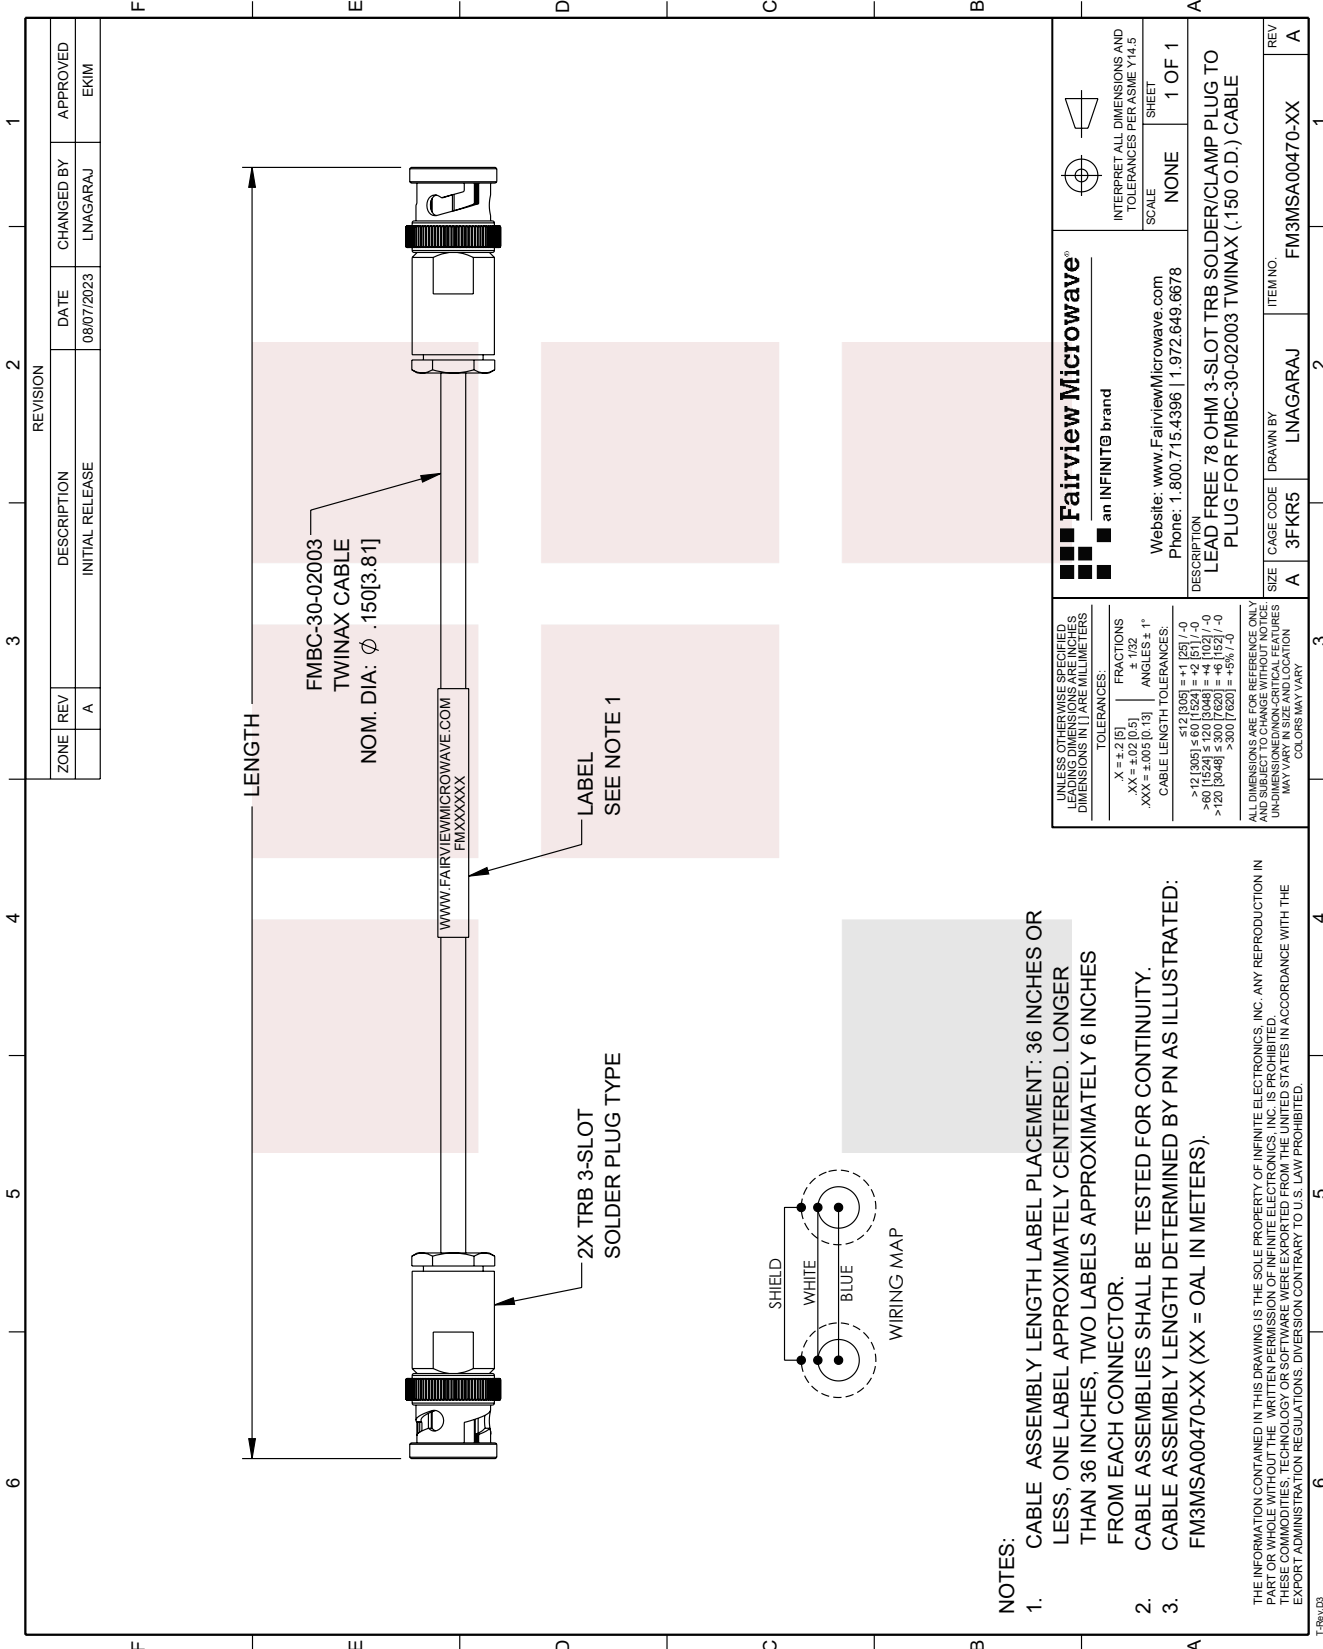 REVISION
ZONE REV DESCRIPTION DATE CHANGED BY APPROVED
A INITIAL RELEASE 08/07/2023 LNAGARAJ EKIM
6 5 4 3 2 1
F
E
D
C
B
A
LENGTH
FMBC-30-02003
TWINAX CABLE
NOM. DIA: ∅ .150[3.81]
WWW.FAIRVIEWMICROWAVE.COM
FMXXXXXX
LABEL
SEE NOTE 1
2X TRB 3-SLOT
SOLDER PLUG TYPE
SHIELD
WHITE
BLUE
WIRING MAP
NOTES:
1. CABLE ASSEMBLY LENGTH LABEL PLACEMENT: 36 INCHES OR
LESS, ONE LABEL APPROXIMATELY CENTERED. LONGER
THAN 36 INCHES, TWO LABELS APPROXIMATELY 6 INCHES
FROM EACH CONNECTOR.
2. CABLE ASSEMBLIES SHALL BE TESTED FOR CONTINUITY.
3. CABLE ASSEMBLY LENGTH DETERMINED BY PN AS ILLUSTRATED:
FM3MSA00470-XX (XX = OAL IN METERS).
THE INFORMATION CONTAINED IN THIS DRAWING IS THE SOLE PROPERTY OF INFINITE ELECTRONICS, INC. ANY REPRODUCTION IN
PART OR WHOLE WITHOUT THE WRITTEN PERMISSION OF INFINITE ELECTRONICS, INC. IS PROHIBITED.
THESE COMMODITIES, TECHNOLOGY OR SOFTWARE WERE EXPORTED FROM THE UNITED STATES IN ACCORDANCE WITH THE
EXPORT ADMINISTRATION REGULATIONS. DIVERSION CONTRARY TO U.S. LAW PROHIBITED.
UNLESS OTHERWISE SPECIFIED
LEADING DIMENSIONS ARE INCHES
DIMENSIONS IN [ ] ARE MILLIMETERS
TOLERANCES:
.X = ±.2 [5] FRACTIONS
.XX = ±.02 [0.5] ± 1/32
.XXX = ±.005 [0.13] ANGLES ± 1°
CABLE LENGTH TOLERANCES:
≤12 [305] = +1 [25] / -0
>12 [305] ≤ 60 [1524] = +2 [51] / -0
>60 [1524] ≤ 120 [3048] = +4 [102] / -0
>120 [3048] ≤ 300 [7620] = +6 [152] / -0
>300 [7620] = +5% / -0
ALL DIMENSIONS ARE FOR REFERENCE ONLY
AND SUBJECT TO CHANGE WITHOUT NOTICE.
UN-DIMENSIONED/NON-CRITICAL FEATURES
MAY VARY IN SIZE AND LOCATION
COLORS MAY VARY
Fairview Microwave®
an INFINIT@ brand
Website: www.FairviewMicrowave.com
Phone: 1.800.715.4396 | 1.972.649.6678
INTERPRET ALL DIMENSIONS AND
TOLERANCES PER ASME Y14.5
SCALE NONE
SHEET 1 OF 1
DESCRIPTION
LEAD FREE 78 OHM 3-SLOT TRB SOLDER/CLAMP PLUG TO
PLUG FOR FMBC-30-02003 TWINAX (.150 O.D.) CABLE
SIZE A
CAGE CODE 3FKR5
DRAWN BY LNAGARAJ
ITEM NO. FM3MSA00470-XX
REV A
6 5 4 3 2 1
F
E
D
C
B
A
T-Rev.D3